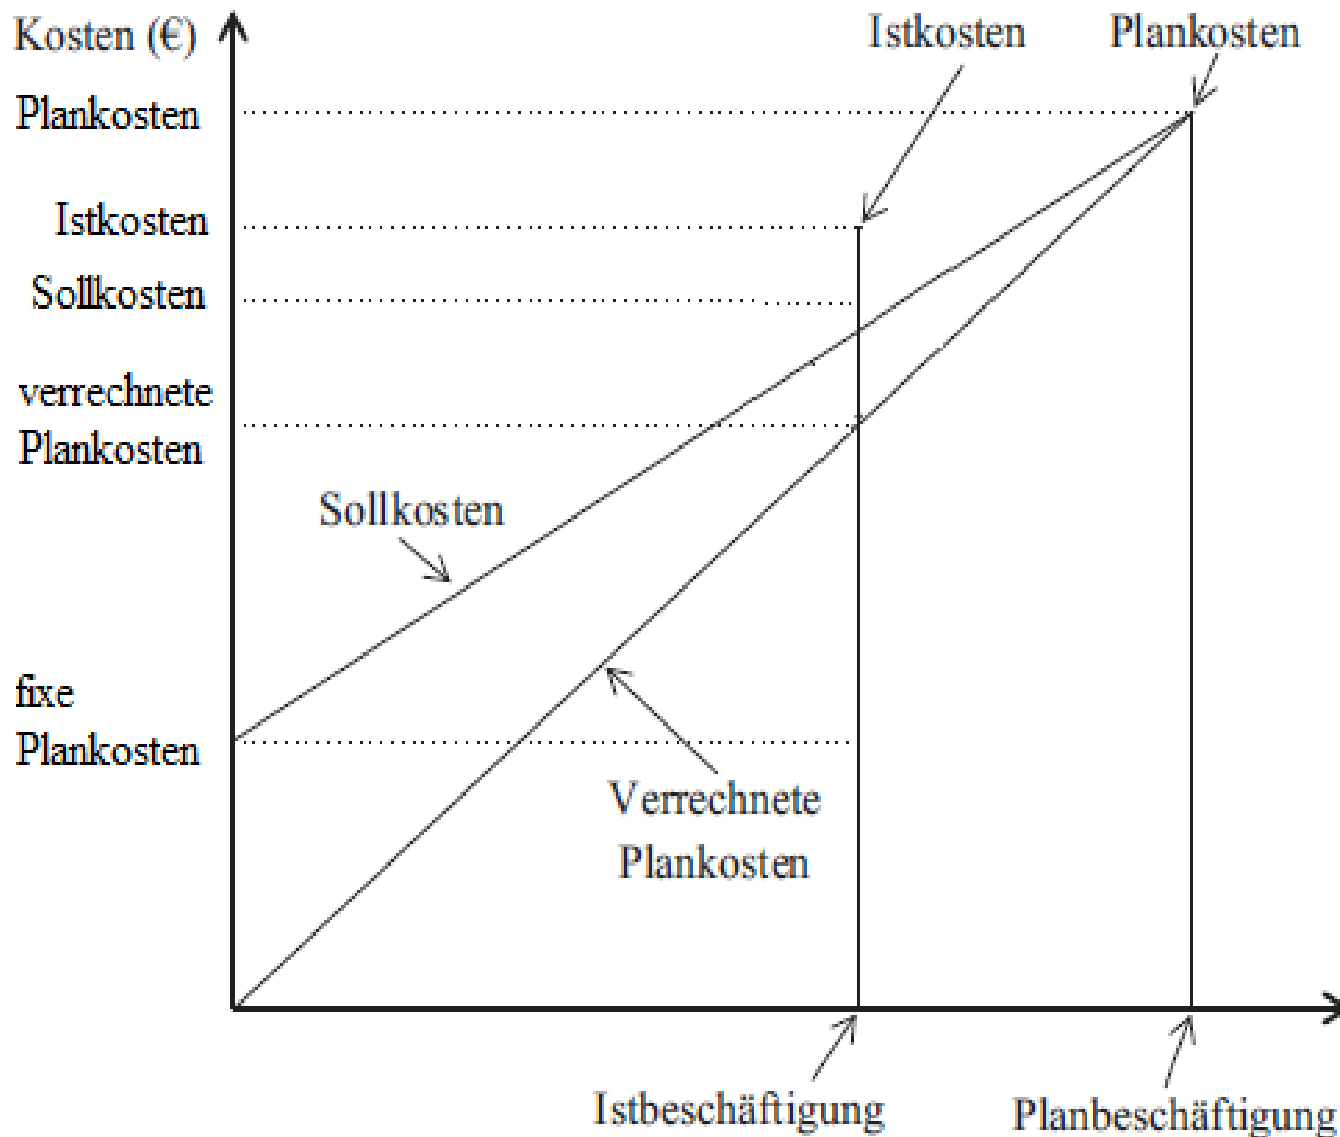 Kosten (€)
Istkosten
Plankosten
Plankosten
Istkosten
Sollkosten
verrechnete
Plankosten
Sollkosten
fixe
Plankosten
Verrechnete
Plankosten
Istbeschäftigung
Planbeschäftigung